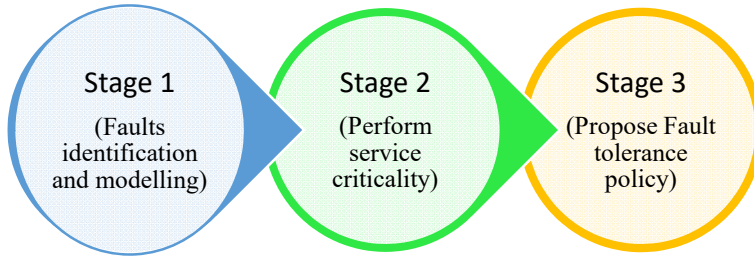 Stage 1
(Faults
identification
and modelling)
Stage 2
(Perform
service
criticality)
Stage 3
(Propose Fault
tolerance
policy)